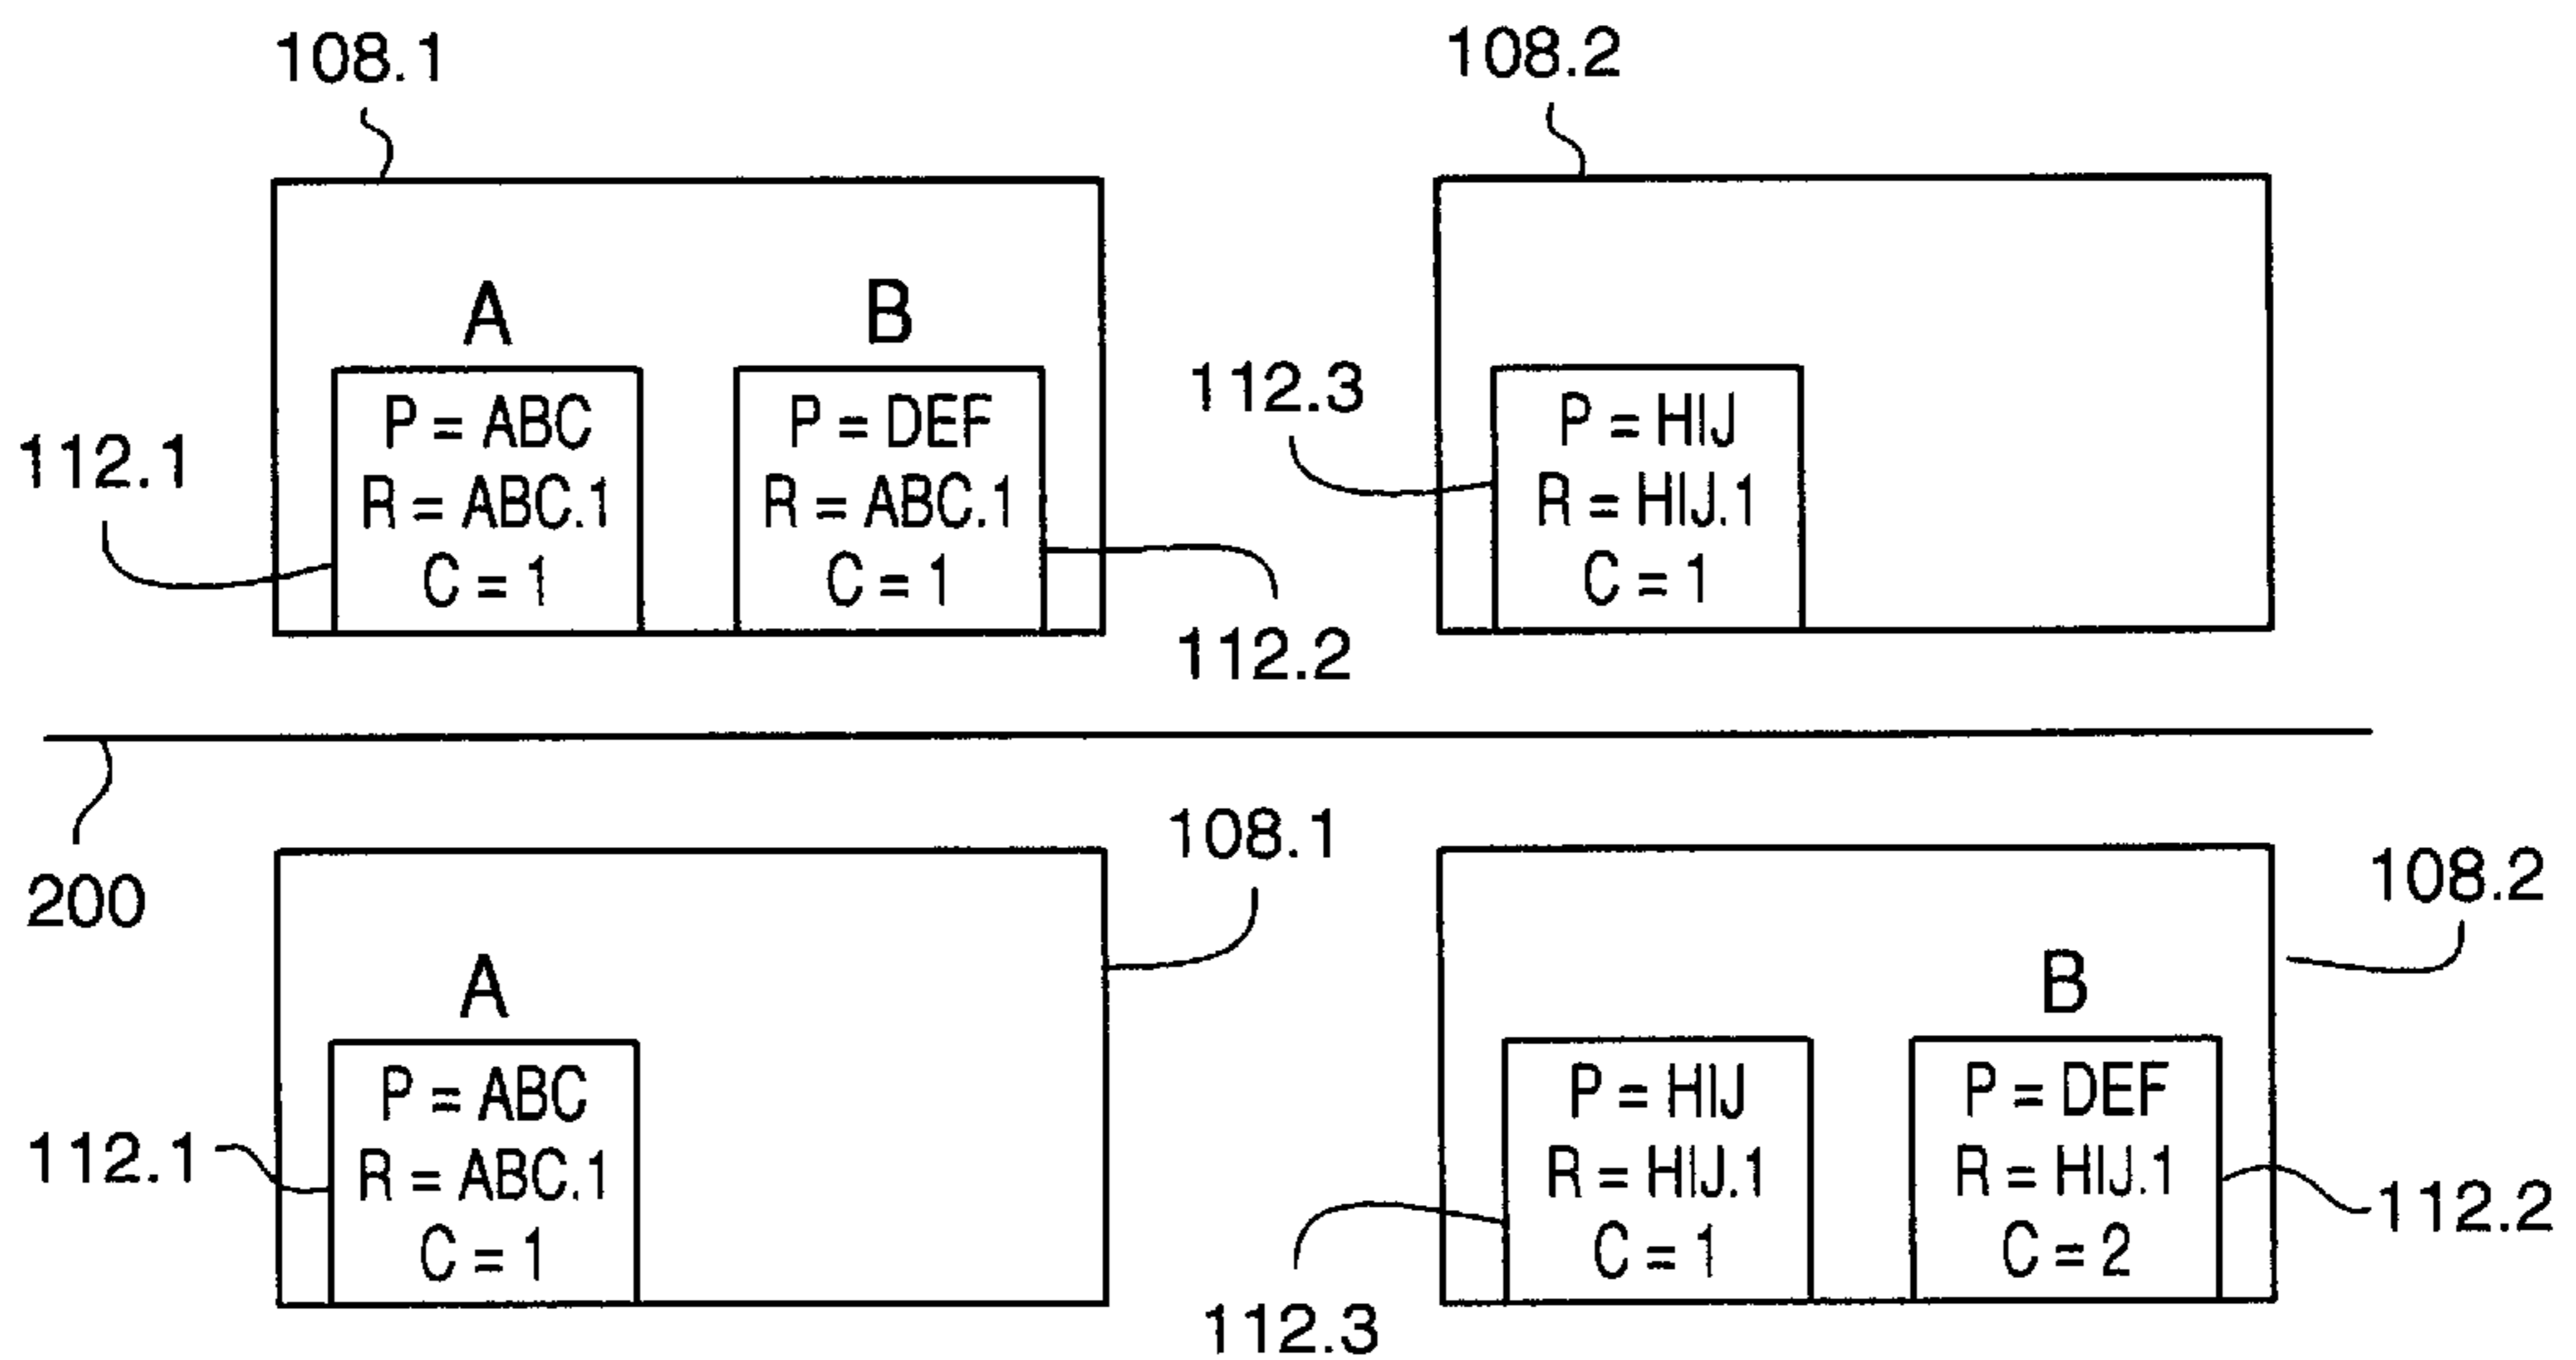 108.1
108.2
A
B
P = ABC
R = ABC.1
C = 1
P = DEF
R = ABC.1
C = 1
P = HIJ
R = HIJ.1
C = 1
112.1
112.2
112.3
200
108.1
108.2
A
B
P = ABC
R = ABC.1
C = 1
P = HIJ
R = HIJ.1
C = 1
P = DEF
R = HIJ.1
C = 2
112.1
112.2
112.3